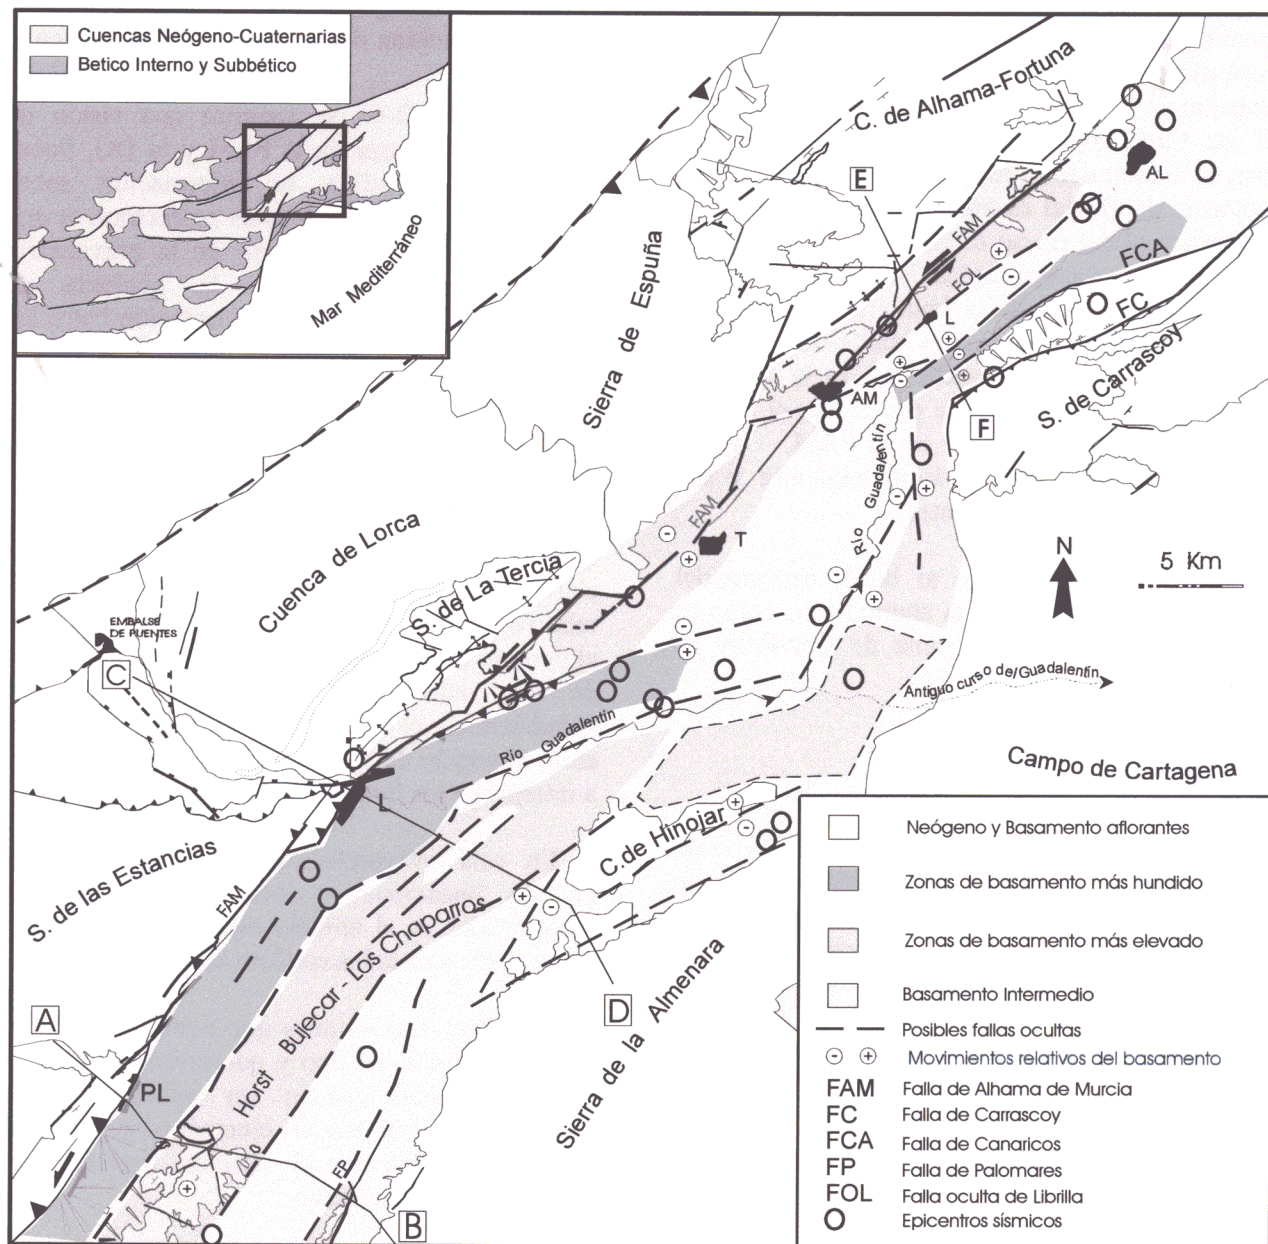 Cuencas Neógeno-Cuaternarias
Betico Interno y Subbético
Mar Mediterráneo
C. de Alhama-Fortuna
E
AL
FAM
FOL
FCA
FC
L
Sierra de Espuña
S. de Carrascoy
AM
F
Río Guadalentín
FAM
T
N
5 Km
Cuenca de Lorca
S. de La Tercia
EMBALSE
DE PUENTES
C
Antiguo curso del Guadalentín
Río Guadalentín
Campo de Cartagena
L
C. de Hinojar
S. de las Estancias
FAM
Horst Bujecar - Los Chaparros
D
Sierra de la Almenara
A
PL
FP
B
Neógeno y Basamento aflorantes
Zonas de basamento más hundido
Zonas de basamento más elevado
Basamento Intermedio
Posibles fallas ocultas
- + Movimientos relativos del basamento
FAM Falla de Alhama de Murcia
FC Falla de Carrascoy
FCA Falla de Canaricos
FP Falla de Palomares
FOL Falla oculta de Librilla
Epicentros sísmicos